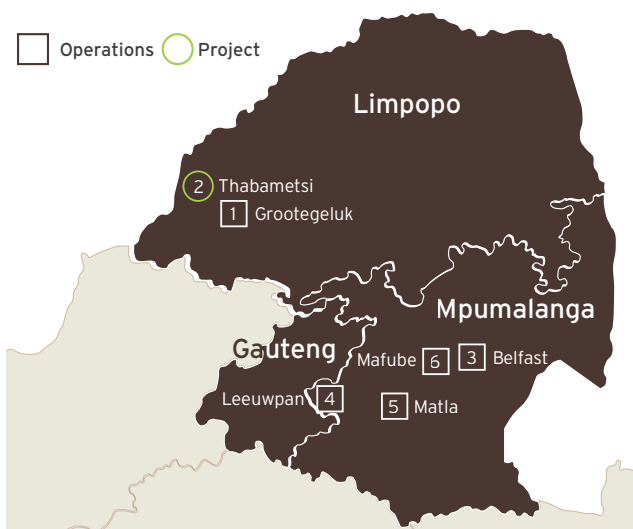 Operations Project
Limpopo
2 Thabametsi
1 Grootegeluk
Mpumalanga
Gauteng
Mafube 6 3 Belfast
Leeuwpan 4
5 Matla